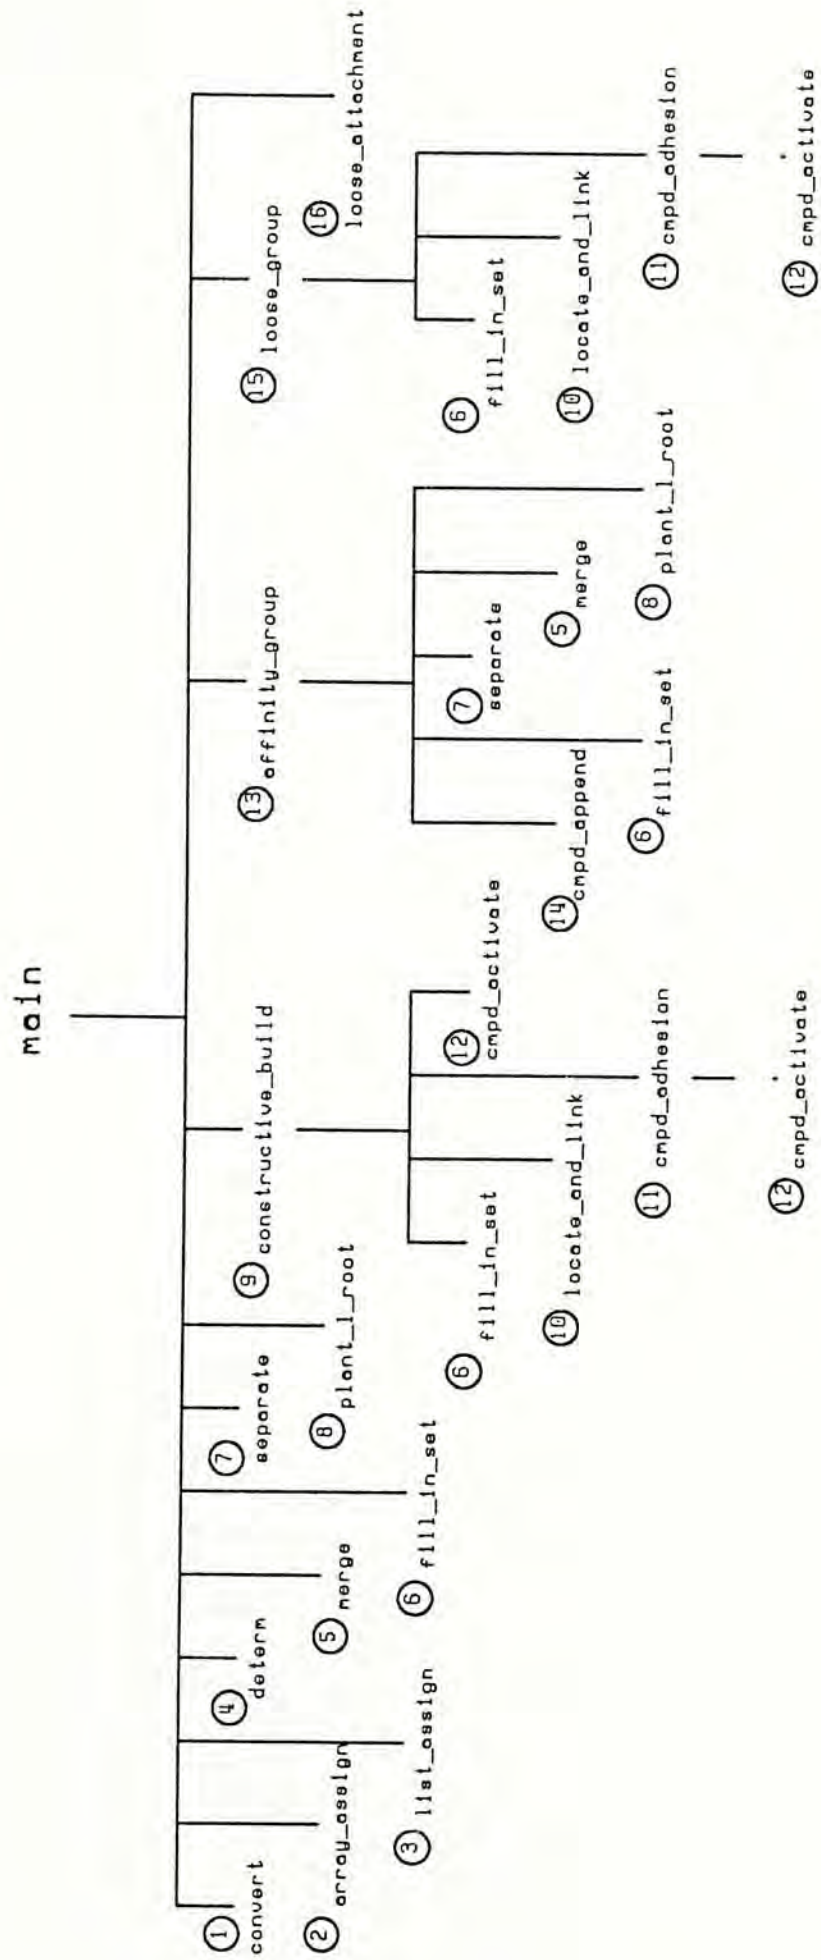 main
1 convert
2 array_assign
3 list_assign
4 determ
5 merge
6 fill_in_set
7 separate
8 plant_l_root
9 constructive_build
6 fill_in_set
10 locate_and_link
11 cmpd_adhesion
12 cmpd_activate
12 cmpd_activate
13 affinity_group
14 cmpd_append
6 fill_in_set
7 separate
5 merge
8 plant_l_root
15 loose_group
6 fill_in_set
10 locate_and_link
11 cmpd_adhesion
12 cmpd_activate
16 loose_attachment